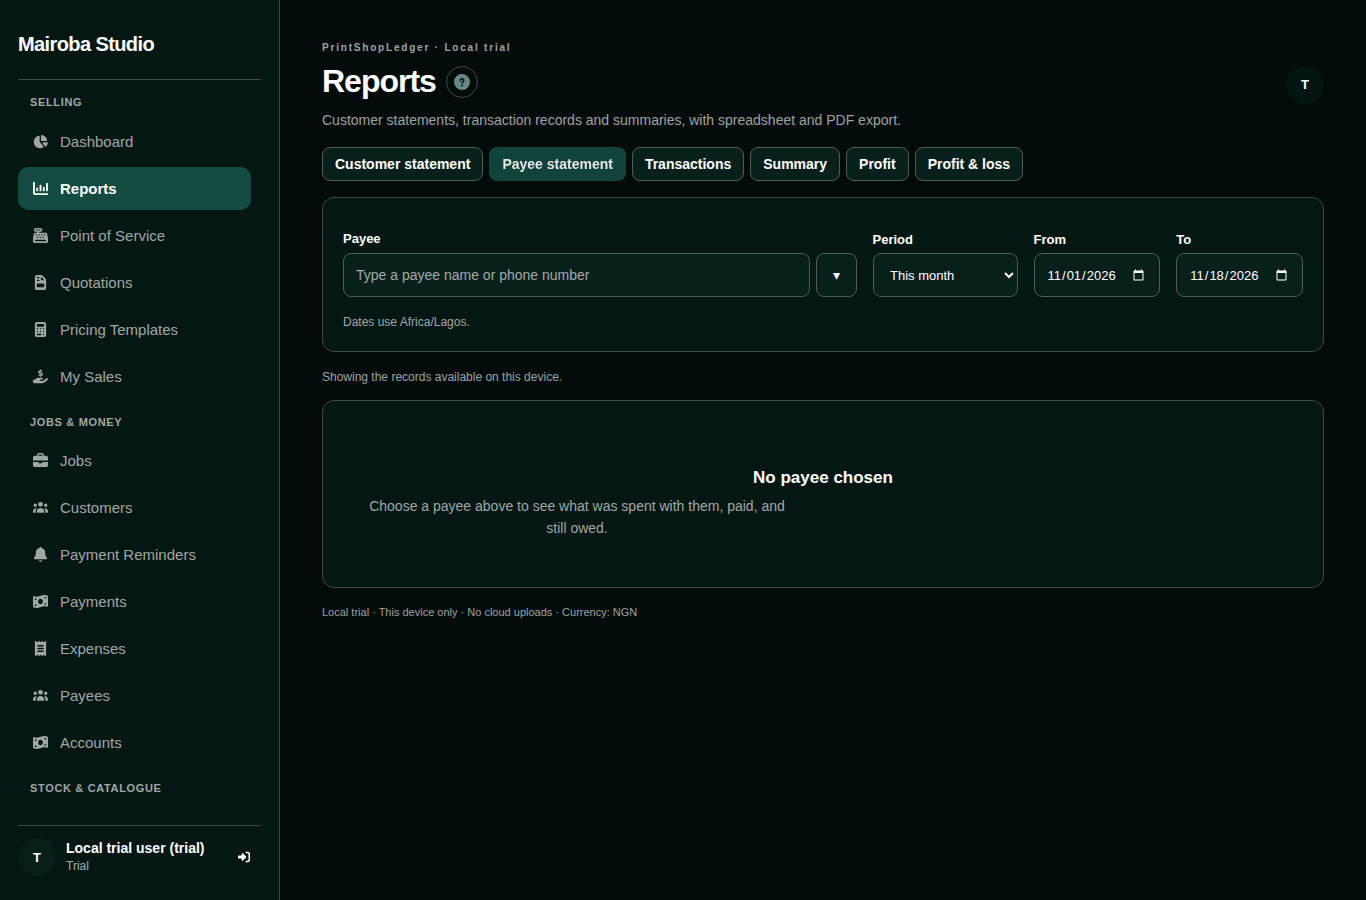 Mairoba Studio
SELLING
Dashboard
Reports
Point of Service
Quotations
Pricing Templates
My Sales
JOBS & MONEY
Jobs
Customers
Payment Reminders
Payments
Expenses
Payees
Accounts
STOCK & CATALOGUE
T
Local trial user (trial)
Trial
PrintShopLedger · Local trial
Reports ?
T
Customer statements, transaction records and summaries, with spreadsheet and PDF export.
Customer statement Payee statement Transactions Summary Profit Profit & loss
Payee Period From To
Type a payee name or phone number ▾ This month 11/01/2026 11/18/2026
Dates use Africa/Lagos.
Showing the records available on this device.
No payee chosen
Choose a payee above to see what was spent with them, paid, and
still owed.
Local trial · This device only · No cloud uploads · Currency: NGN